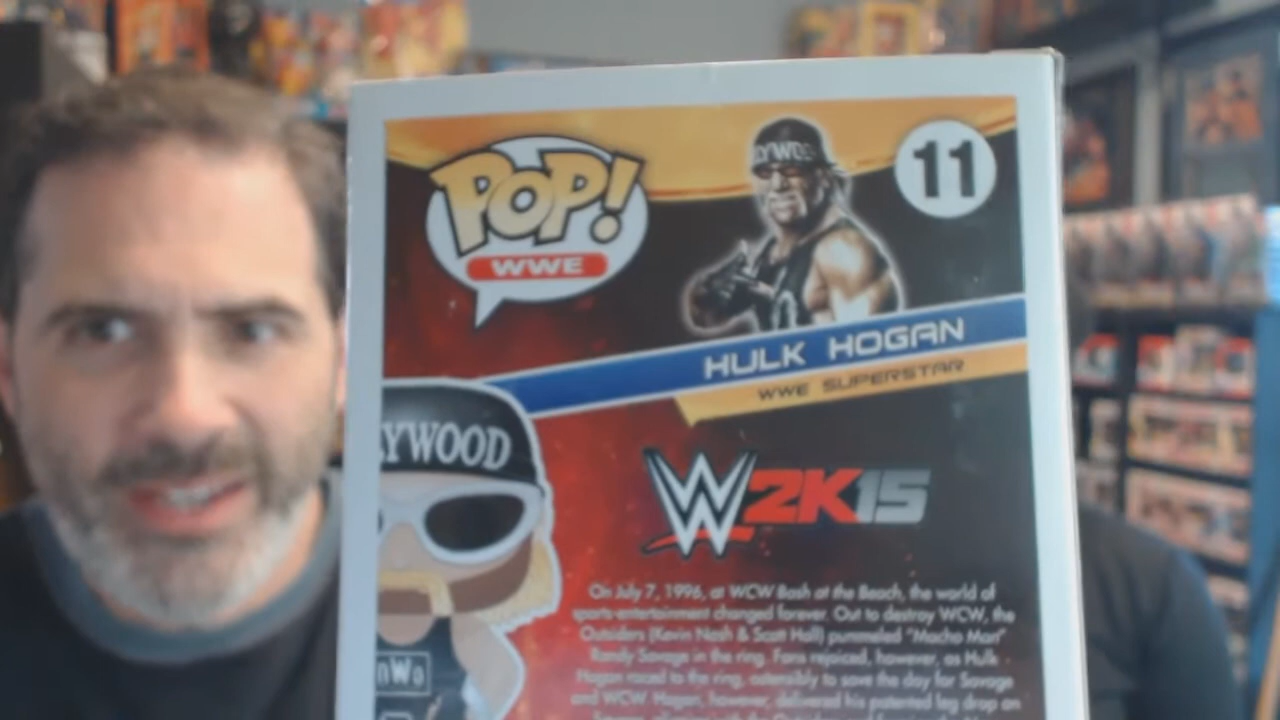 POP!
WWE
LYWOO
11
HULK HOGAN
WWE SUPERSTAR
YWOOD
W2K15
nWo
On July 7, 1996, at WCW Bash at the Beach, the world of
sports entertainment changed forever. Out to destroy WCW, the
Outsiders (Kevin Nash & Scott Hall) pummeled "Macho Man"
Randy Savage in the ring. Fans rejoiced, however, as Hulk
Hogan raced to the ring, ostensibly to save the day for Savage
and WCW. Hogan, however, delivered his patented leg drop on